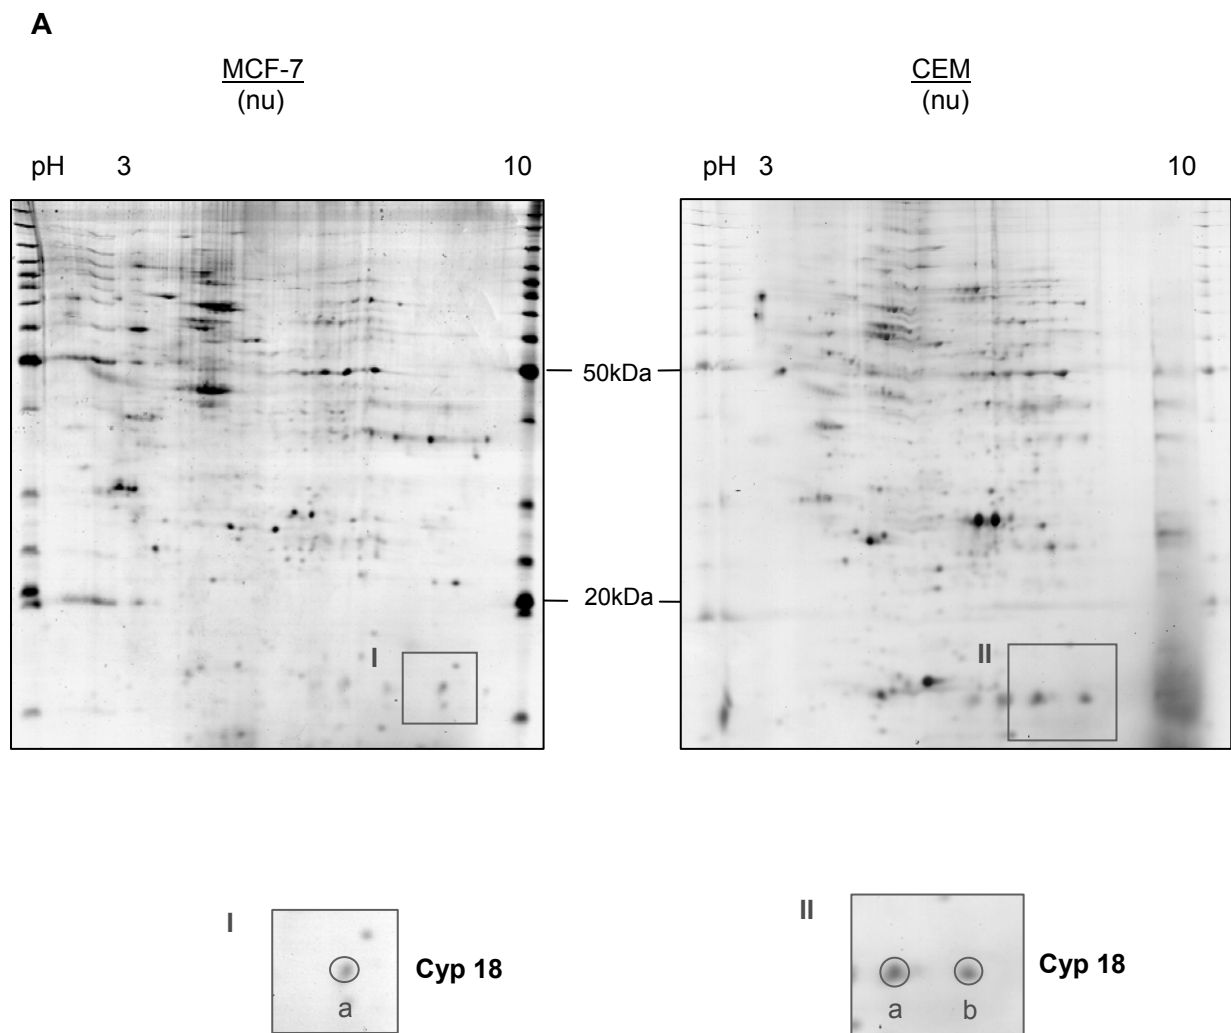 A
MCF-7
(nu)
CEM
(nu)
pH 3 10
pH 3 10
50kDa
20kDa
I
II
I
Cyp 18
a
II
Cyp 18
a b